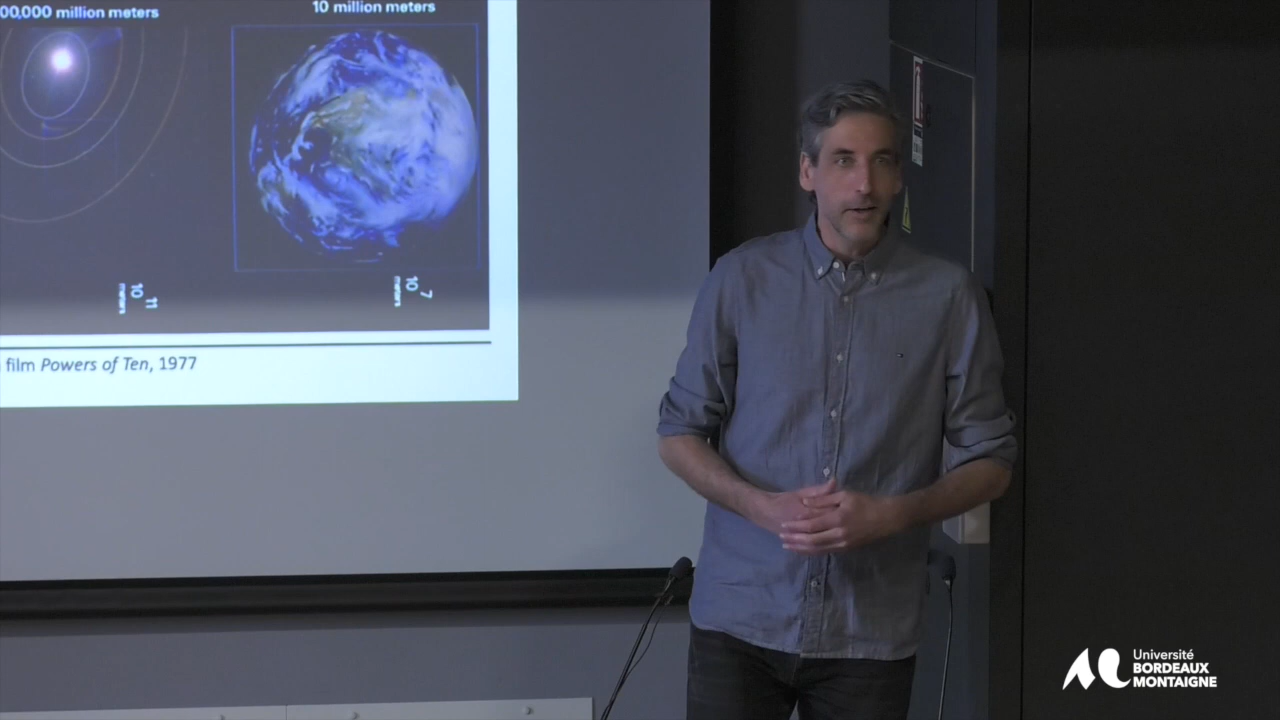 00,000 million meters
10 million meters
10 11
meters
10 7
meters
film Powers of Ten, 1977
Université
BORDEAUX
MONTAIGNE